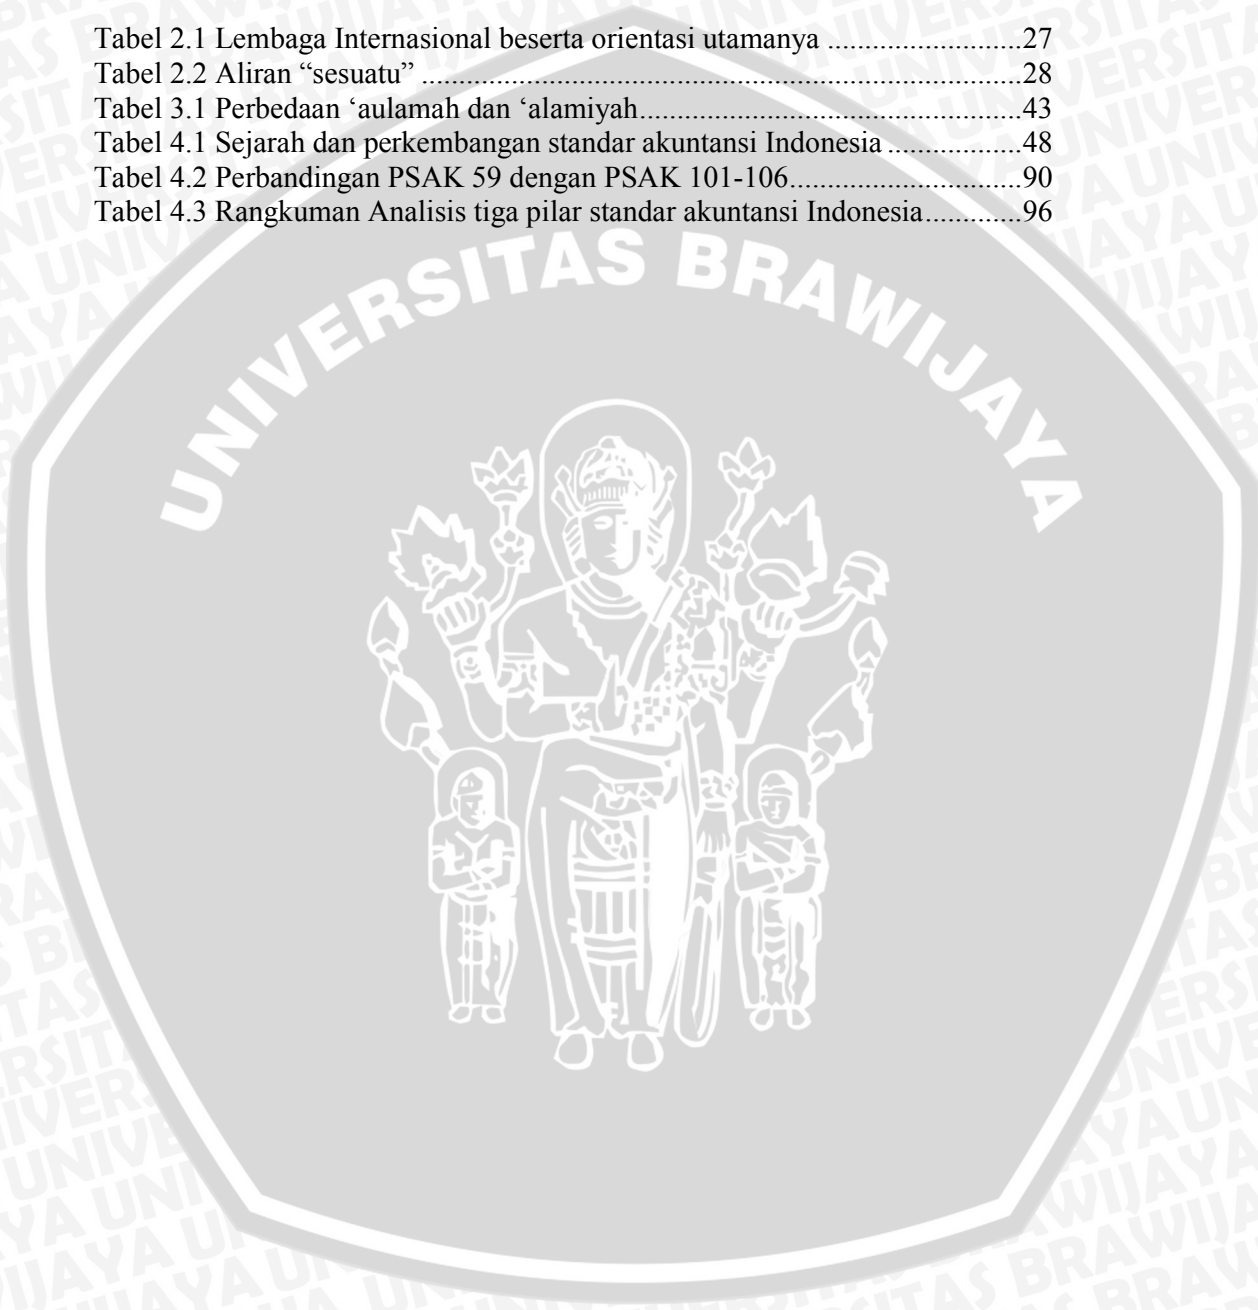 Tabel 2.1 Lembaga Internasional beserta orientasi utamanya ..........................27
Tabel 2.2 Aliran “sesuatu” ................................................................................28
Tabel 3.1 Perbedaan ‘aulamah dan ‘alamiyah...................................................43
Tabel 4.1 Sejarah dan perkembangan standar akuntansi Indonesia ..................48
Tabel 4.2 Perbandingan PSAK 59 dengan PSAK 101-106...............................90
Tabel 4.3 Rangkuman Analisis tiga pilar standar akuntansi Indonesia.............96
UNIVERSITAS BRAWIJAYA